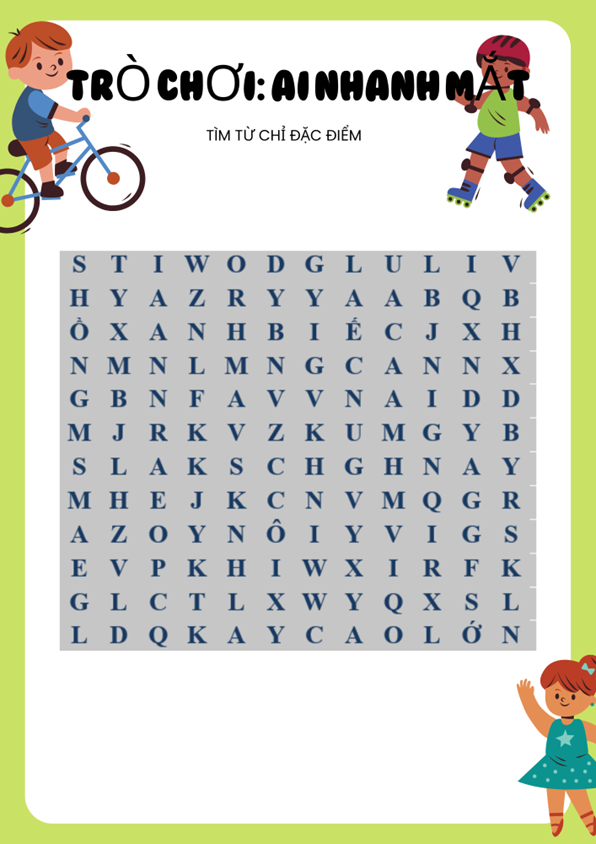 TRÒ CHƠI: AI NHANH MẮT
TÌM TỪ CHỈ ĐẶC ĐIỂM
S T I W O D G L U L I V
H Y A Z R Y Y A A B Q B
Ồ X A N H B I Ế C J X H
N M N L M N G C A N N X
G B N F A V V N A I D D
M J R K V Z K U M G Y B
S L A K S C H G H N A Y
M H E J K C N V M Q G R
A Z O Y N Ô I Y V I G S
E V P K H I W X I R F K
G L C T L X W Y Q X S L
L D Q K A Y C A O L Ớ N